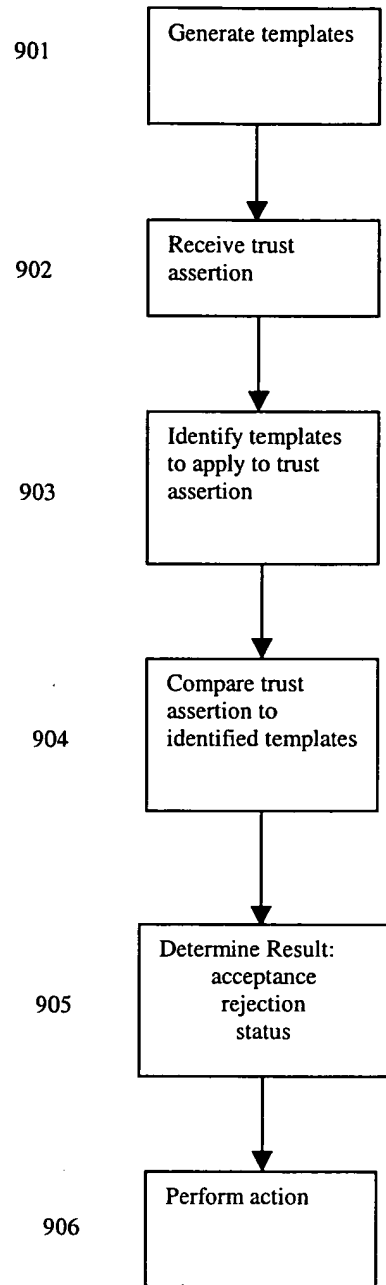 901
Generate templates
902
Receive trust
assertion
903
Identify templates
to apply to trust
assertion
904
Compare trust
assertion to
identified templates
905
Determine Result:
acceptance
rejection
status
906
Perform action